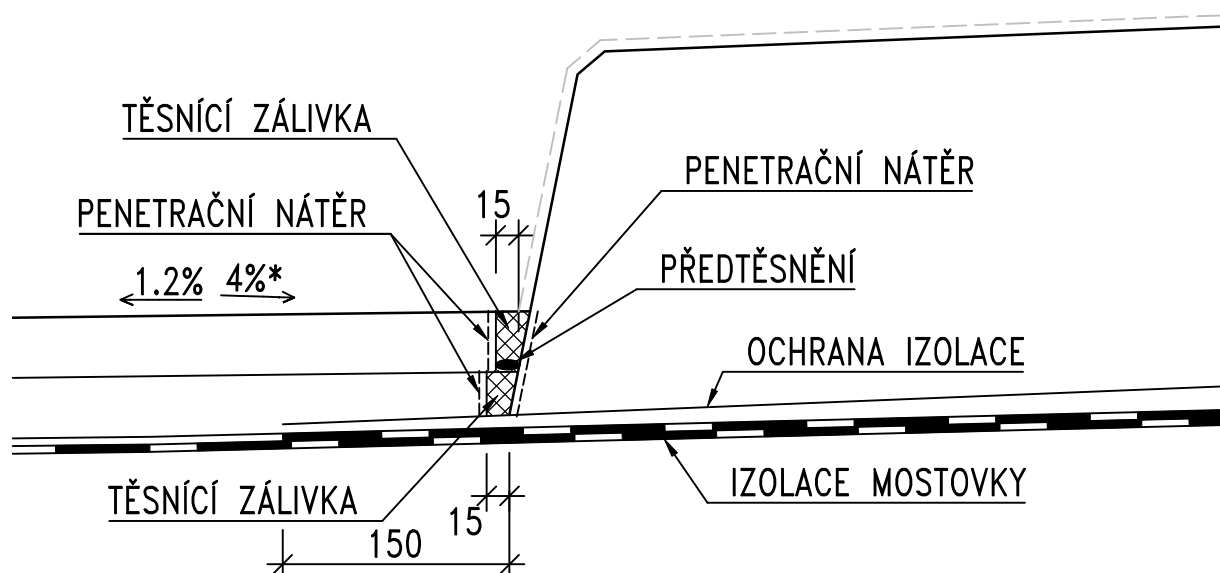 TĚSNÍCÍ ZÁLIVKA
PENETRAČNÍ NÁTĚR
15
PENETRAČNÍ NÁTĚR
PŘEDTĚSNĚNÍ
1.2% 4%*
OCHRANA IZOLACE
IZOLACE MOSTOVKY
TĚSNÍCÍ ZÁLIVKA
15
150